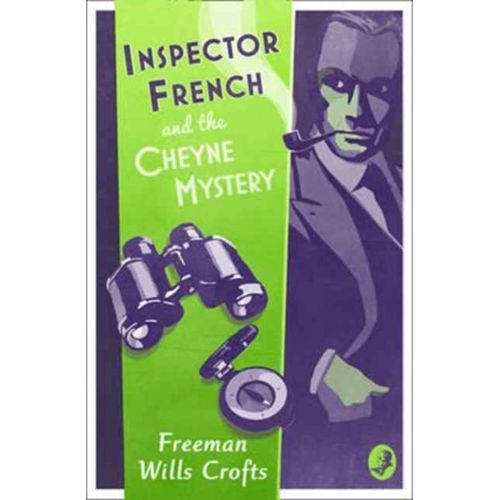 INSPECTOR
FRENCH
and the
CHEYNE
MYSTERY
Freeman
Wills Crofts